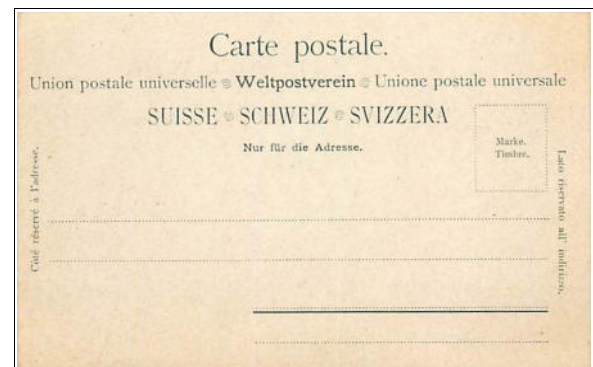 Carte postale.
Union postale universelle Weltpostverein Unione postale universale
SUISSE SCHWEIZ SVIZZERA
Nur für die Adresse.
Marke.
Timbre.
Côté réservé à l'adresse.
Lato riservato all' indirizzo.